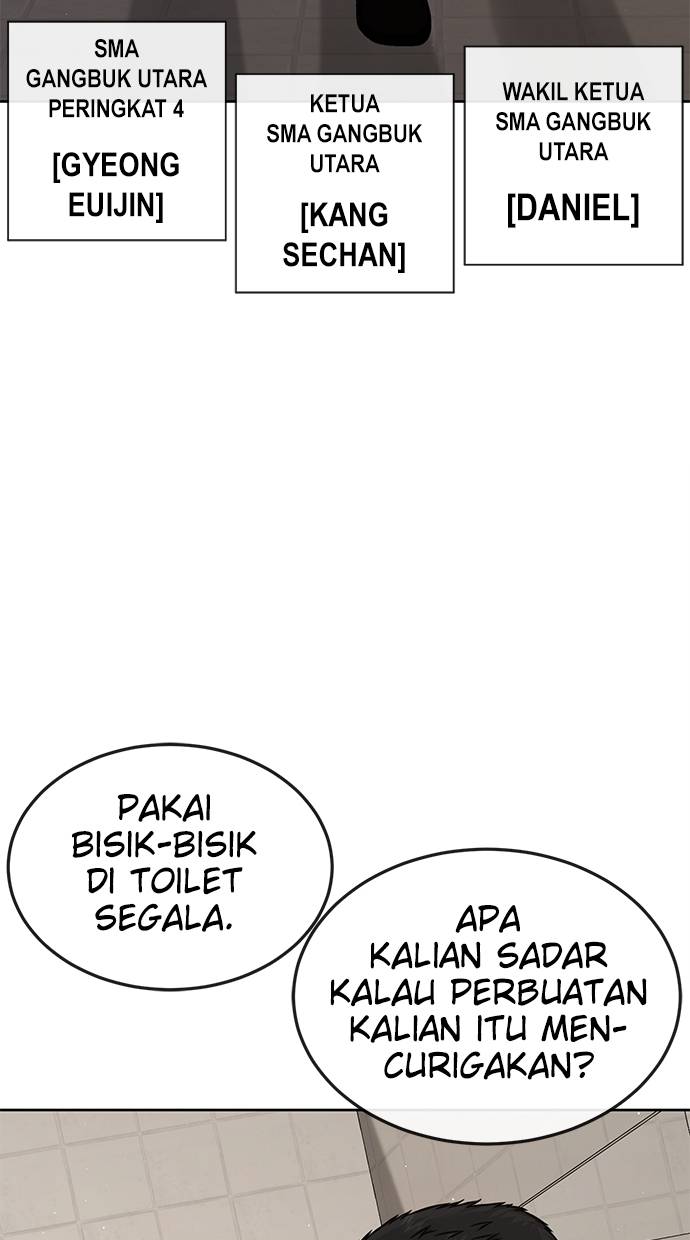 SMA
GANGBUK UTARA
PERINGKAT 4
[GYEONG
EUIJIN]
KETUA
SMA GANGBUK
UTARA
[KANG
SECHAN]
WAKIL KETUA
SMA GANGBUK
UTARA
[DANIEL]
PAKAI
BISIK-BISIK
DI TOILET
SEGALA.
APA
KALIAN SADAR
KALAU PERBUATAN
KALIAN ITU MEN-
CURIGAKAN?